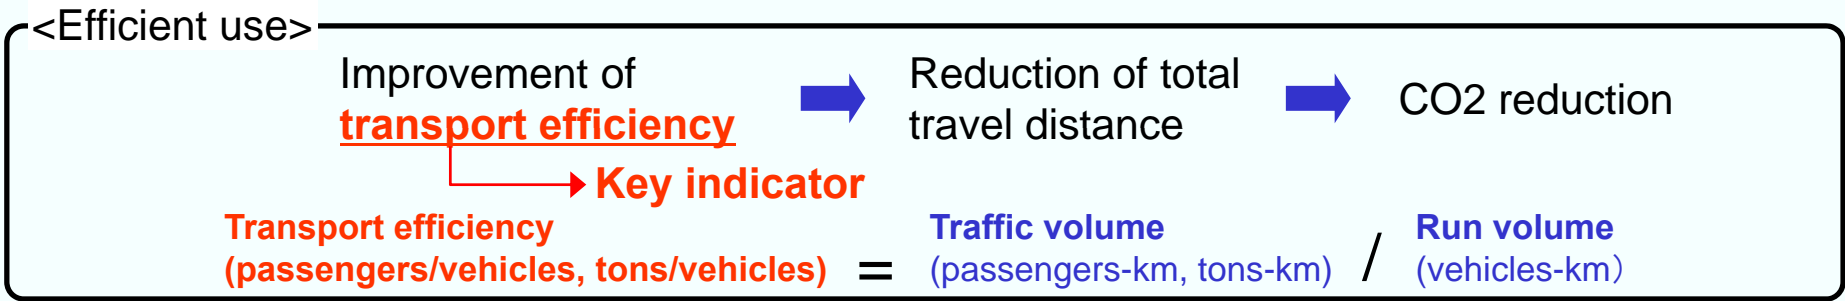 <Efficient use>
Improvement of
transport efficiency
Reduction of total
travel distance
CO2 reduction
Key indicator
Transport efficiency
(passengers/vehicles, tons/vehicles)
=
Traffic volume
(passengers-km, tons-km)
/
Run volume
(vehicles-km）